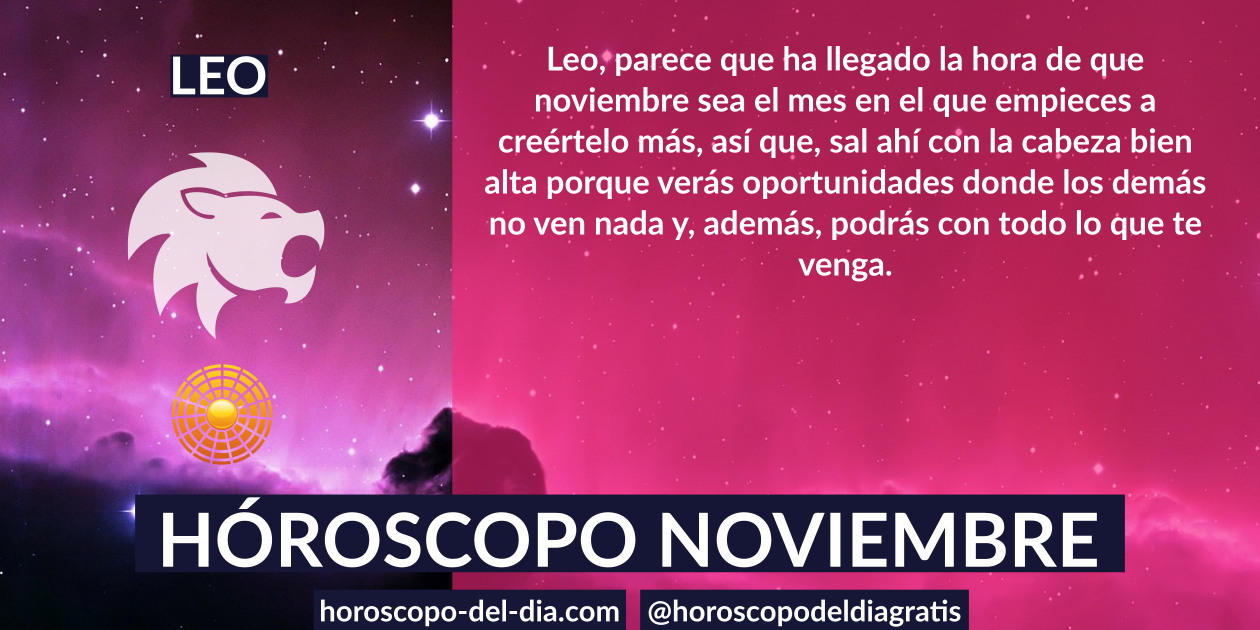 LEO
Leo, parece que ha llegado la hora de que
noviembre sea el mes en el que empieces a
creértelo más, así que, sal ahí con la cabeza bien
alta porque verás oportunidades donde los demás
no ven nada y, además, podrás con todo lo que te
venga.
HÓROSCOPO NOVIEMBRE
horoscopo-del-dia.com
@horoscopodeldiagratis